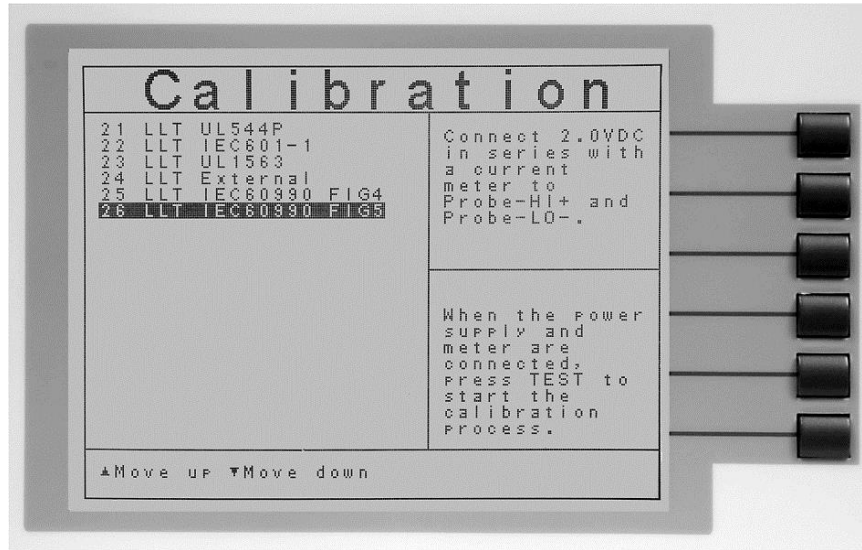 Calibration
21 LLT UL544P
22 LLT IEC601-1
23 LLT UL1563
24 LLT External
25 LLT IEC60990 FIG4
26 LLT IEC60990 FIG5
Connect 2.0VDC
in series with
a current
meter to
Probe-HI+ and
Probe-LO-.
When the power
supply and
meter are
connected,
press TEST to
start the
calibration
process.
▲Move up ▼Move down